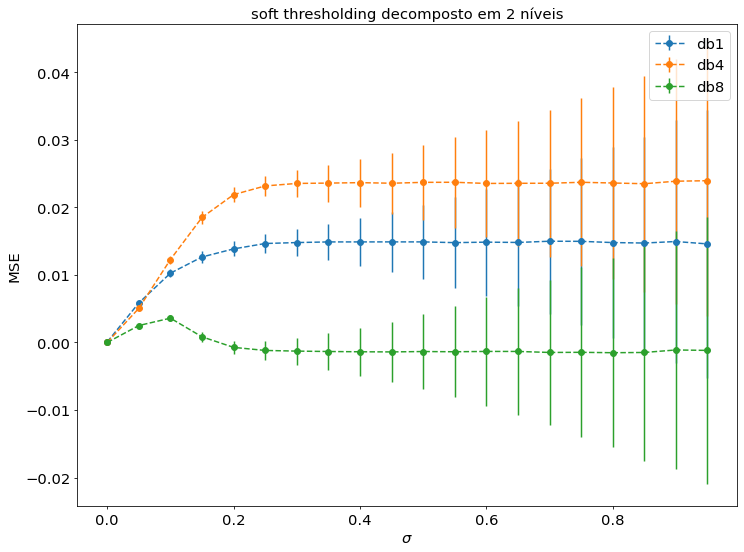 soft thresholding decomposto em 2 níveis
db1
db4
db8
0.04
0.03
0.02
0.01
0.00
−0.01
−0.02
MSE
0.0 0.2 0.4 0.6 0.8
σ